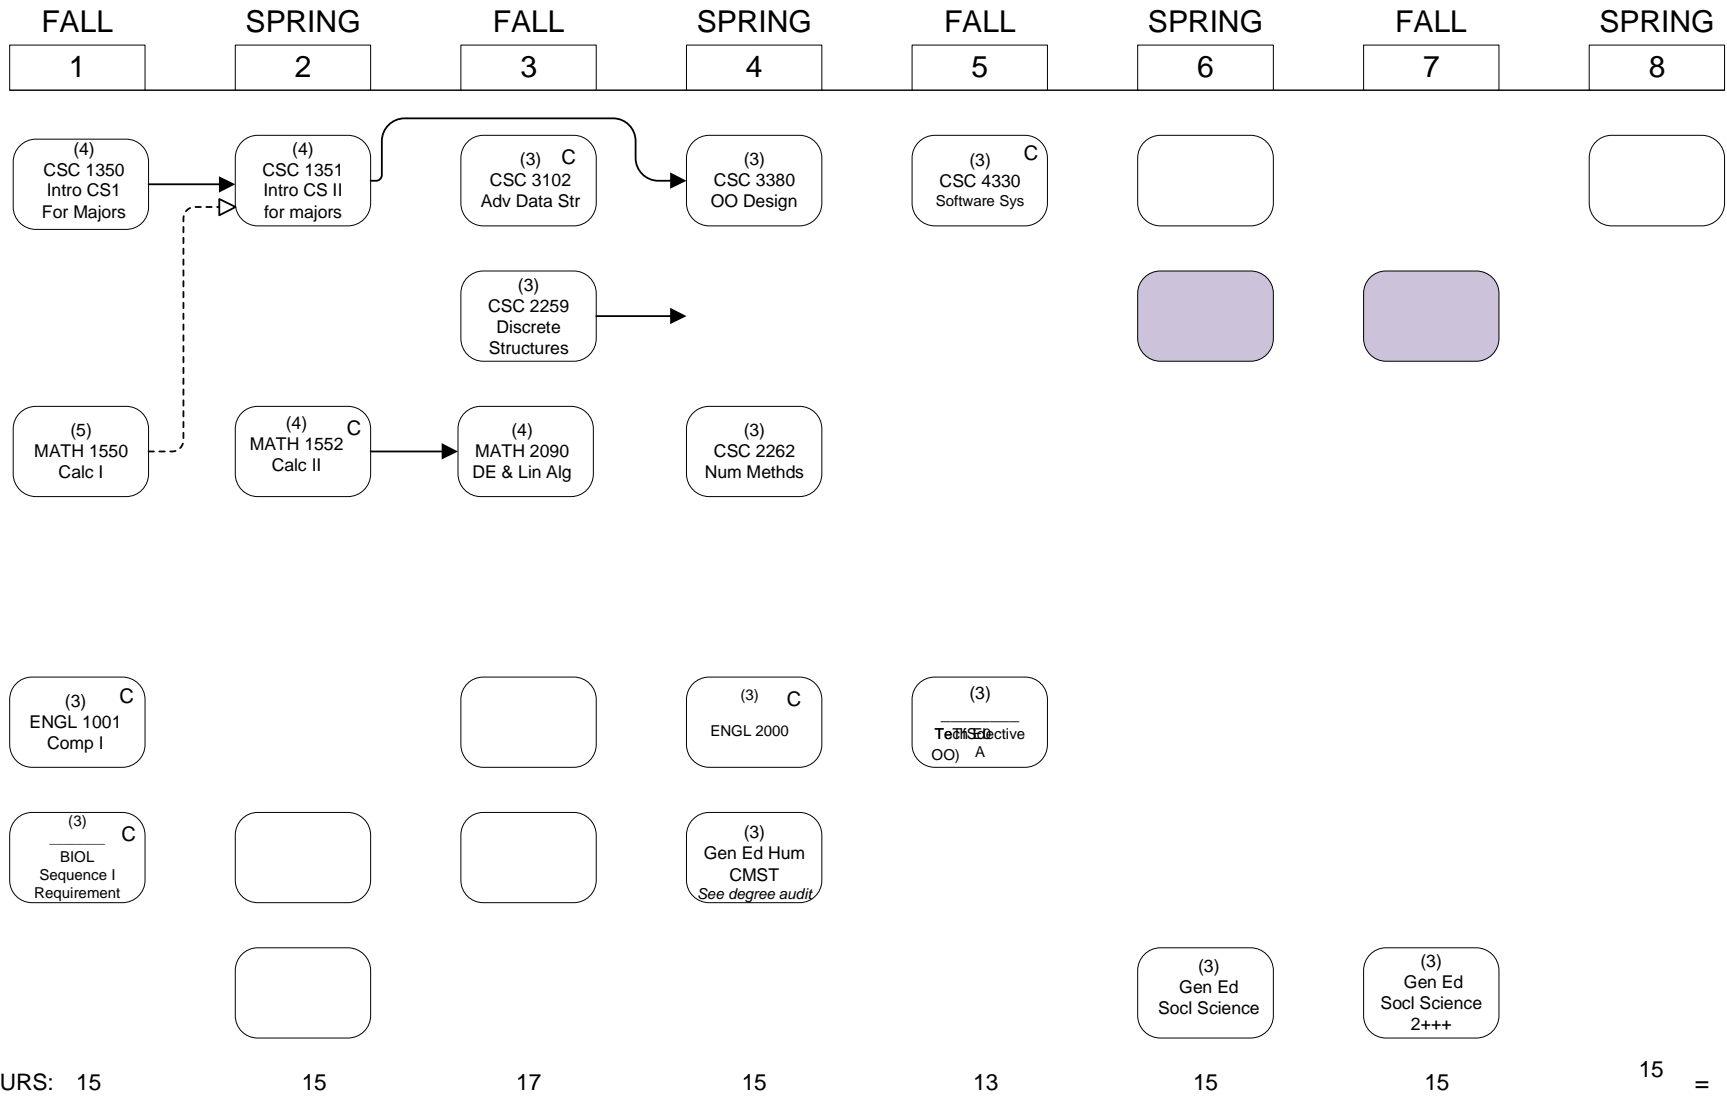 FALL SPRING FALL SPRING FALL SPRING FALL SPRING
1 2 3 4 5 6 7 8
(4)
CSC 1350
Intro CS1
For Majors
(4)
CSC 1351
Intro CS II
for majors
(3) C
CSC 3102
Adv Data Str
(3)
CSC 3380
OO Design
(3) C
CSC 4330
Software Sys
(3)
CSC 2259
Discrete
Structures
(5)
MATH 1550
Calc I
(4) C
MATH 1552
Calc II
(4)
MATH 2090
DE & Lin Alg
(3)
CSC 2262
Num Methds
(3) C
ENGL 1001
Comp I
(3) C
ENGL 2000
(3)
OO) A
(3) C
BIOL
Sequence I
Requirement
(3)
Gen Ed Hum
CMST
See degree audit
(3)
Gen Ed
Socl Science
(3)
Gen Ed
Socl Science
2+++
URS: 15 15 17 15 13 15 15 15 =